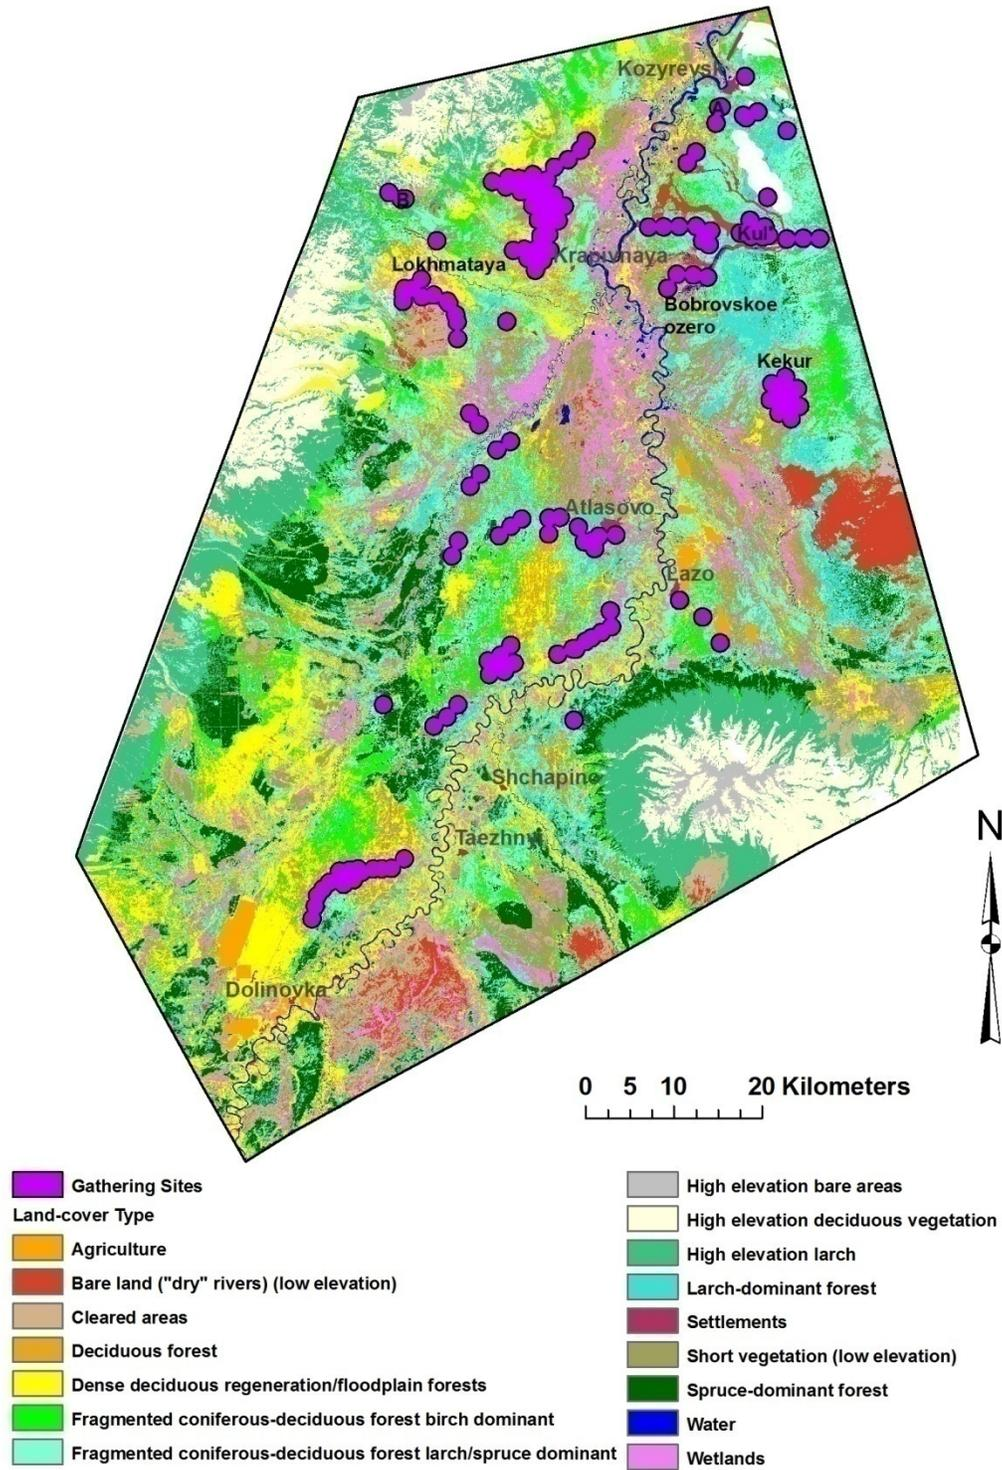 Kozyrevsk
A
B
Kul'
Krapivnaya
Lokhmataya
Bobrovskoe
ozero
Kekur
Atlasovo
Lazo
Shchapino
Taezhnyi
Dolinovka
N
0 5 10 20 Kilometers
Gathering Sites
Land-cover Type
Agriculture
Bare land ("dry" rivers) (low elevation)
Cleared areas
Deciduous forest
Dense deciduous regeneration/floodplain forests
Fragmented coniferous-deciduous forest birch dominant
Fragmented coniferous-deciduous forest larch/spruce dominant
High elevation bare areas
High elevation deciduous vegetation
High elevation larch
Larch-dominant forest
Settlements
Short vegetation (low elevation)
Spruce-dominant forest
Water
Wetlands